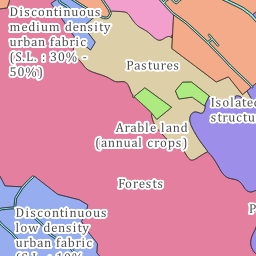 Discontinuous
medium density
urban fabric
(S.L. : 30% -
50%)
Pastures
Isolated
structu
Arable land
(annual crops)
Forests
Discontinuous
low density
urban fabric
(S.L. : 10%
P